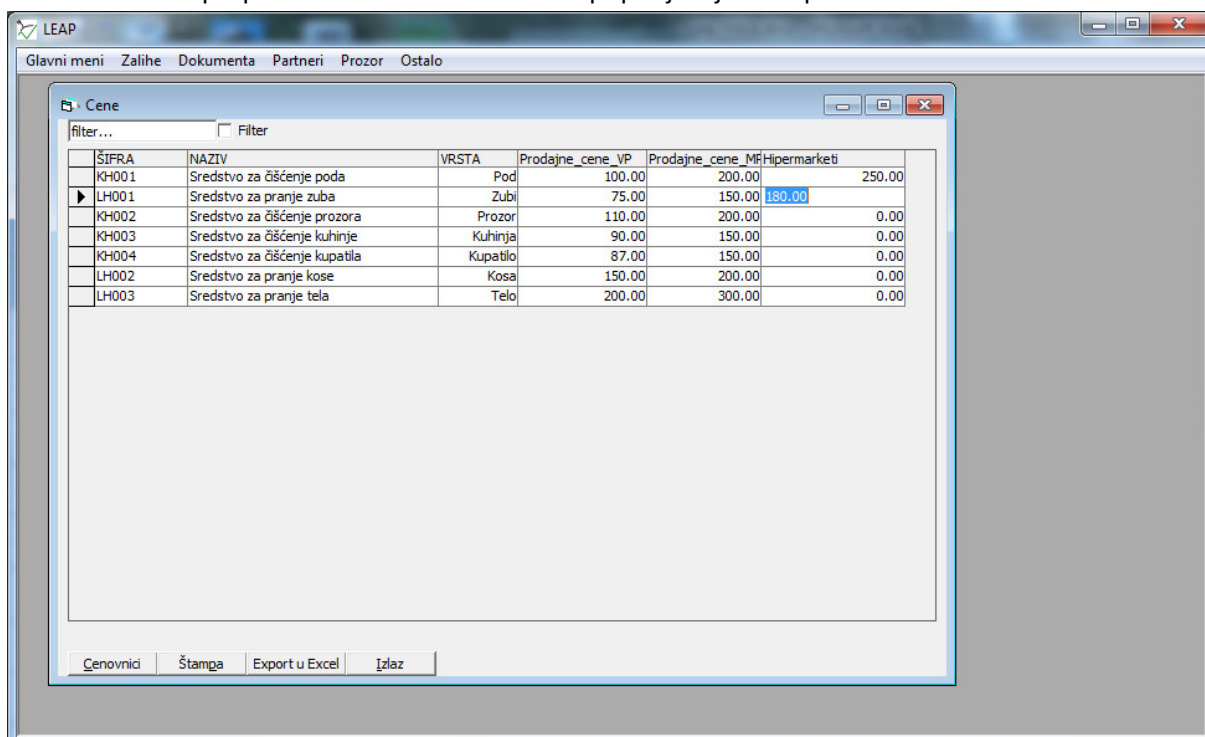 LEAP
Glavni meni Zalihe Dokumenta Partneri Prozor Ostalo
Cene
filter... Filter
ŠIFRA NAZIV VRSTA Prodajne_cene_VP Prodajne_cene_MP Hipermarketi
KH001 Sredstvo za čišćenje poda Pod 100.00 200.00 250.00
LH001 Sredstvo za pranje zuba Zubi 75.00 150.00 180.00
KH002 Sredstvo za čišćenje prozora Prozor 110.00 200.00 0.00
KH003 Sredstvo za čišćenje kuhinje Kuhinja 90.00 150.00 0.00
KH004 Sredstvo za čišćenje kupatila Kupatilo 87.00 150.00 0.00
LH002 Sredstvo za pranje kose Kosa 150.00 200.00 0.00
LH003 Sredstvo za pranje tela Telo 200.00 300.00 0.00
Cenovnici Štampa Export u Excel Izlaz